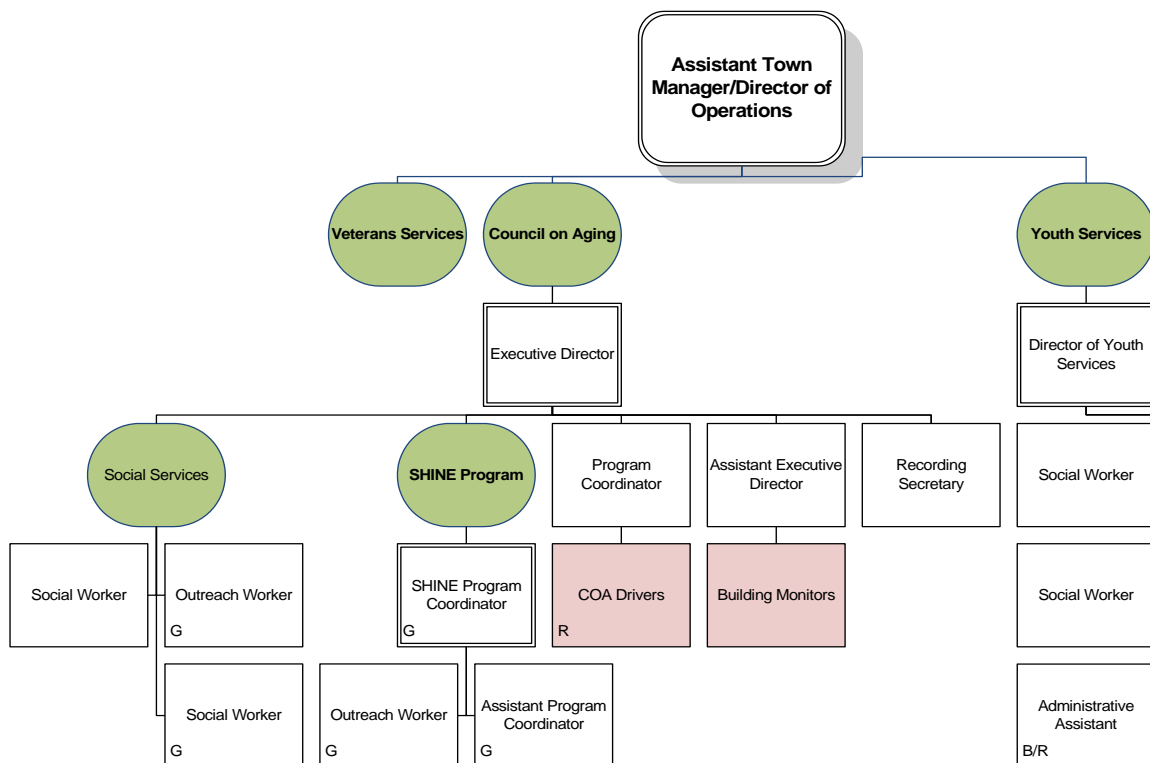 Assistant Town
Manager/Director of
Operations
Veterans Services
Council on Aging
Youth Services
Executive Director
Director of Youth
Services
Social Services
SHINE Program
Program
Coordinator
Assistant Executive
Director
Recording
Secretary
Social Worker
Social Worker
Outreach Worker
G
SHINE Program
Coordinator
G
COA Drivers
R
Building Monitors
Social Worker
Social Worker
G
Outreach Worker
G
Assistant Program
Coordinator
G
Administrative
Assistant
B/R